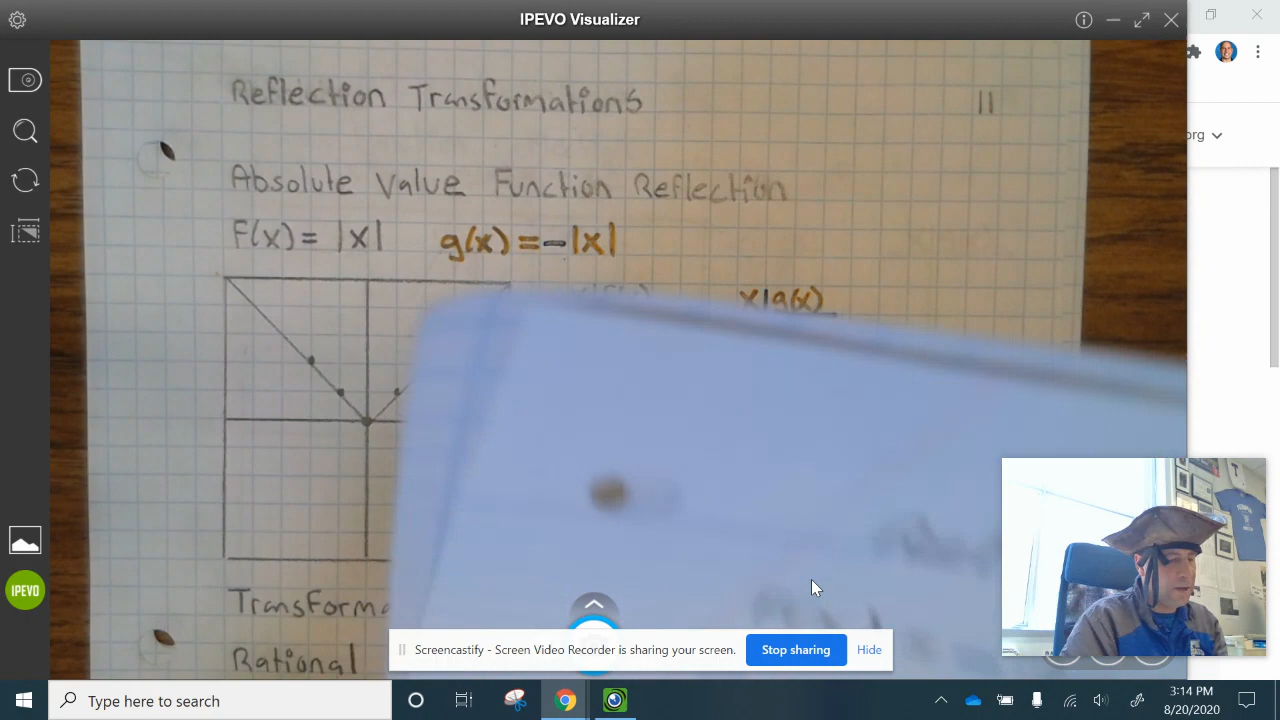 IPEVO Visualizer
Reflection Transformations
11
org
Absolute Value Function Reflection
F(x) = |x| g(x) = -|x|
x|g(x)
Transforma
IPEVO
Screencastify - Screen Video Recorder is sharing your screen.
Stop sharing
Hide
Rational
Type here to search
3:14 PM
8/20/2020